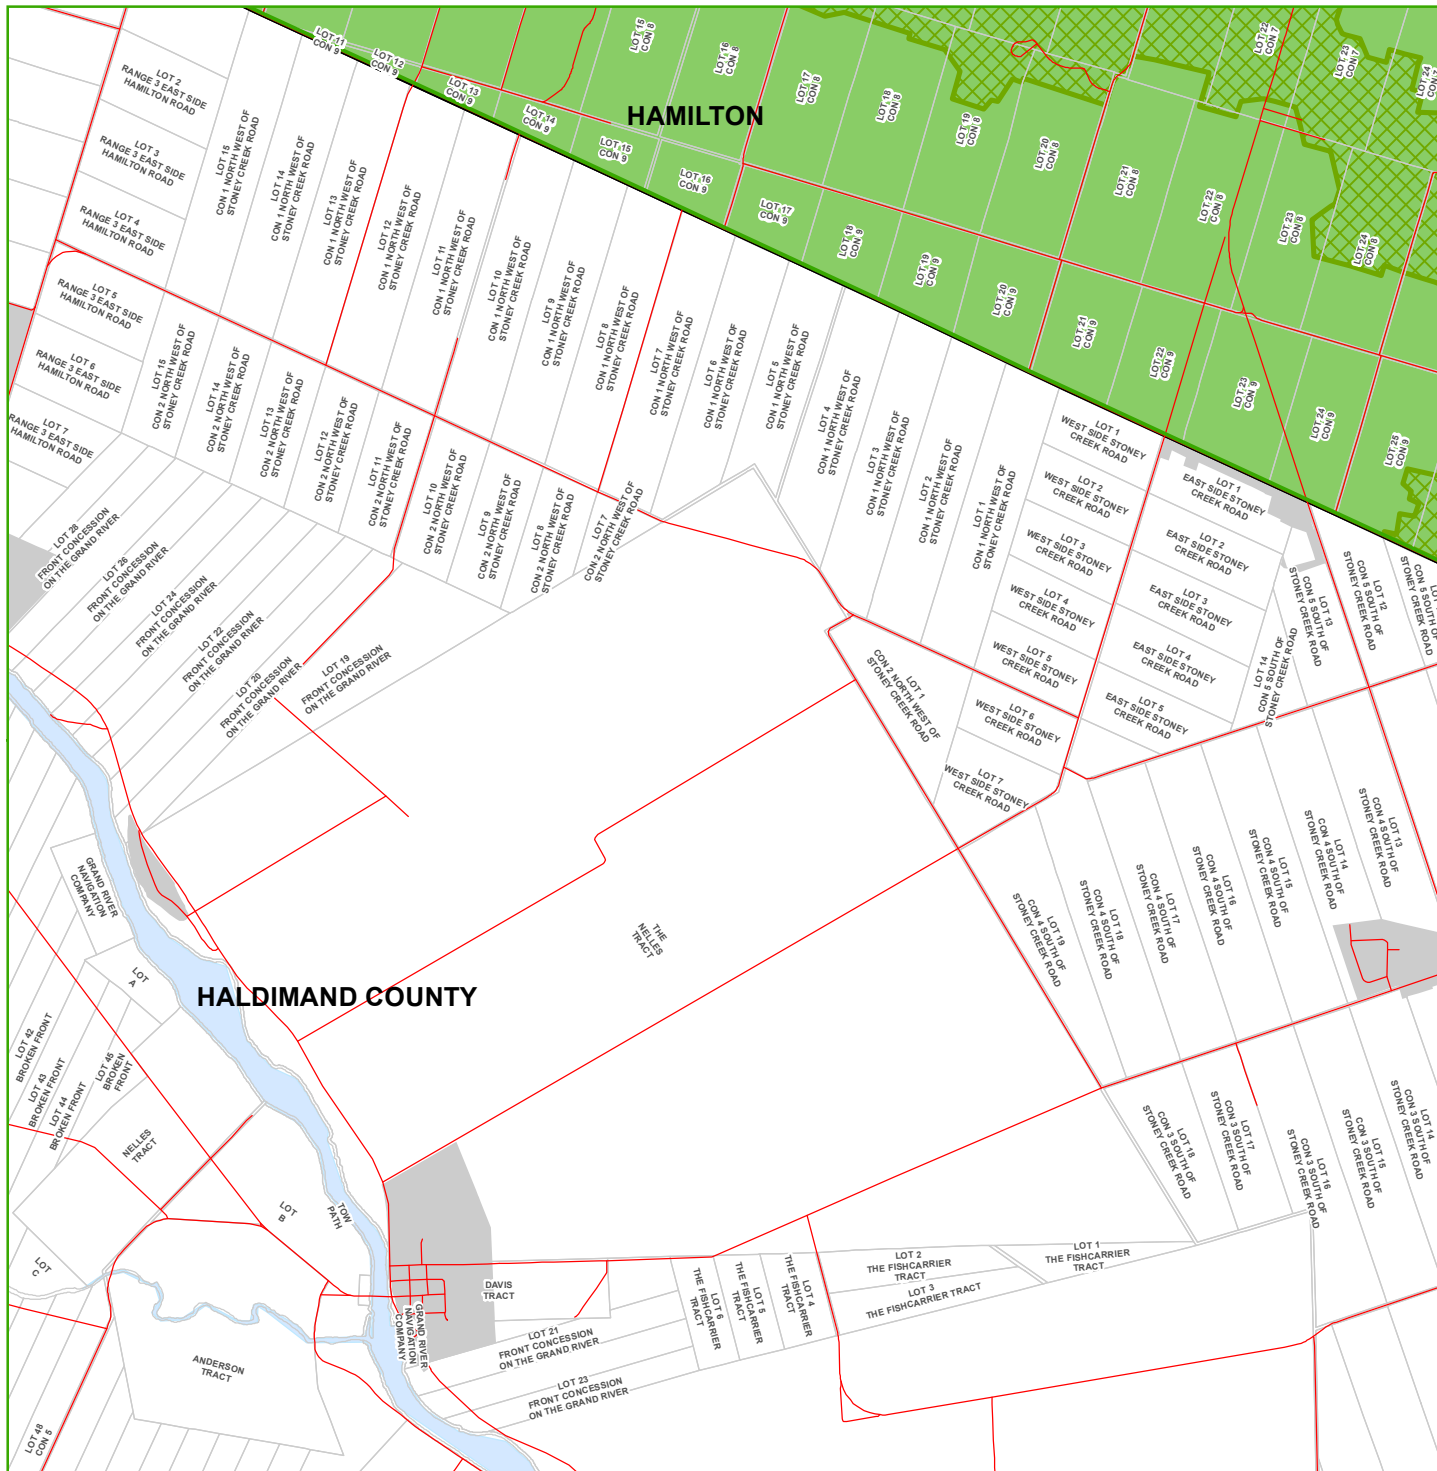 HAMILTON
HALDIMAND COUNTY
LOT 11
CON 9
LOT 12
CON 9
LOT 13
CON 9
LOT 14
CON 9
LOT 15
CON 9
LOT 16
CON 9
LOT 17
CON 9
LOT 18
CON 9
LOT 19
CON 9
LOT 20
CON 9
LOT 21
CON 9
LOT 22
CON 9
LOT 23
CON 9
LOT 24
CON 9
LOT 25
CON 9
LOT 15
CON 8
LOT 16
CON 8
LOT 17
CON 8
LOT 18
CON 8
LOT 19
CON 8
LOT 20
CON 8
LOT 21
CON 8
LOT 22
CON 8
LOT 23
CON 8
LOT 24
CON 8
LOT 22
CON 7
LOT 23
CON 7
LOT 24
CON 7
LOT 2
RANGE 3 EAST SIDE
HAMILTON ROAD
LOT 3
RANGE 3 EAST SIDE
HAMILTON ROAD
LOT 4
RANGE 3 EAST SIDE
HAMILTON ROAD
LOT 5
RANGE 3 EAST SIDE
HAMILTON ROAD
LOT 6
RANGE 3 EAST SIDE
HAMILTON ROAD
LOT 7
RANGE 3 EAST SIDE
HAMILTON ROAD
LOT 15
CON 1 NORTH WEST OF
STONEY CREEK ROAD
LOT 14
CON 1 NORTH WEST OF
STONEY CREEK ROAD
LOT 13
CON 1 NORTH WEST OF
STONEY CREEK ROAD
LOT 12
CON 1 NORTH WEST OF
STONEY CREEK ROAD
LOT 11
CON 1 NORTH WEST OF
STONEY CREEK ROAD
LOT 10
CON 1 NORTH WEST OF
STONEY CREEK ROAD
LOT 9
CON 1 NORTH WEST OF
STONEY CREEK ROAD
LOT 8
CON 1 NORTH WEST OF
STONEY CREEK ROAD
LOT 7
CON 1 NORTH WEST OF
STONEY CREEK ROAD
LOT 6
CON 1 NORTH WEST OF
STONEY CREEK ROAD
LOT 5
CON 1 NORTH WEST OF
STONEY CREEK ROAD
LOT 4
CON 1 NORTH WEST OF
STONEY CREEK ROAD
LOT 3
CON 1 NORTH WEST OF
STONEY CREEK ROAD
LOT 2
CON 1 NORTH WEST OF
STONEY CREEK ROAD
LOT 1
CON 1 NORTH WEST OF
STONEY CREEK ROAD
LOT 15
CON 2 NORTH WEST OF
STONEY CREEK ROAD
LOT 14
CON 2 NORTH WEST OF
STONEY CREEK ROAD
LOT 13
CON 2 NORTH WEST OF
STONEY CREEK ROAD
LOT 12
CON 2 NORTH WEST OF
STONEY CREEK ROAD
LOT 11
CON 2 NORTH WEST OF
STONEY CREEK ROAD
LOT 10
CON 2 NORTH WEST OF
STONEY CREEK ROAD
LOT 9
CON 2 NORTH WEST OF
STONEY CREEK ROAD
LOT 8
CON 2 NORTH WEST OF
STONEY CREEK ROAD
LOT 7
CON 2 NORTH WEST OF
STONEY CREEK ROAD
LOT 1
CON 2 NORTH WEST OF
STONEY CREEK ROAD
LOT 1
WEST SIDE STONEY
CREEK ROAD
LOT 2
WEST SIDE STONEY
CREEK ROAD
LOT 3
WEST SIDE STONEY
CREEK ROAD
LOT 4
WEST SIDE STONEY
CREEK ROAD
LOT 5
WEST SIDE STONEY
CREEK ROAD
LOT 6
WEST SIDE STONEY
CREEK ROAD
LOT 7
WEST SIDE STONEY
CREEK ROAD
LOT 1
EAST SIDE STONEY
CREEK ROAD
LOT 2
EAST SIDE STONEY
CREEK ROAD
LOT 3
EAST SIDE STONEY
CREEK ROAD
LOT 4
EAST SIDE STONEY
CREEK ROAD
LOT 5
EAST SIDE STONEY
CREEK ROAD
LOT 14
CON 5 SOUTH OF
STONEY CREEK ROAD
LOT 13
CON 5 SOUTH OF
STONEY CREEK ROAD
LOT 12
CON 5 SOUTH OF
STONEY CREEK ROAD
CON 5 SOUTH OF
STONEY CREEK ROAD
LOT 28
FRONT CONCESSION
ON THE GRAND RIVER
LOT 26
FRONT CONCESSION
ON THE GRAND RIVER
LOT 24
FRONT CONCESSION
ON THE GRAND RIVER
LOT 22
FRONT CONCESSION
ON THE GRAND RIVER
LOT 20
FRONT CONCESSION
ON THE GRAND RIVER
LOT 19
FRONT CONCESSION
ON THE GRAND RIVER
LOT 19
CON 4 SOUTH OF
STONEY CREEK ROAD
LOT 18
CON 4 SOUTH OF
STONEY CREEK ROAD
LOT 17
CON 4 SOUTH OF
STONEY CREEK ROAD
LOT 16
CON 4 SOUTH OF
STONEY CREEK ROAD
LOT 15
CON 4 SOUTH OF
STONEY CREEK ROAD
LOT 14
CON 4 SOUTH OF
STONEY CREEK ROAD
LOT 13
CON 4 SOUTH OF
STONEY CREEK ROAD
LOT 18
CON 3 SOUTH OF
STONEY CREEK ROAD
LOT 17
CON 3 SOUTH OF
STONEY CREEK ROAD
LOT 16
CON 3 SOUTH OF
STONEY CREEK ROAD
LOT 15
CON 3 SOUTH OF
STONEY CREEK ROAD
LOT 14
CON 3 SOUTH OF
STONEY CREEK ROAD
THE
NELLES
TRACT
GRAND RIVER
NAVIGATION
COMPANY
LOT
A
LOT 42
BROKEN FRONT
LOT 43
BROKEN FRONT
LOT 44
BROKEN FRONT
LOT 45
BROKEN
FRONT
NELLES
TRACT
LOT
B
LOT
C
TOW
PATH
DAVIS
TRACT
GRAND RIVER
NAVIGATION
COMPANY
ANDERSON
TRACT
LOT 48
CON 5
LOT 21
FRONT CONCESSION
ON THE GRAND RIVER
LOT 23
FRONT CONCESSION
ON THE GRAND RIVER
LOT 6
THE FISHCARRIER
TRACT
LOT 5
THE FISHCARRIER
TRACT
LOT 4
THE FISHCARRIER
TRACT
LOT 2
THE FISHCARRIER
TRACT
LOT 3
THE FISHCARRIER TRACT
LOT 1
THE FISHCARRIER
TRACT